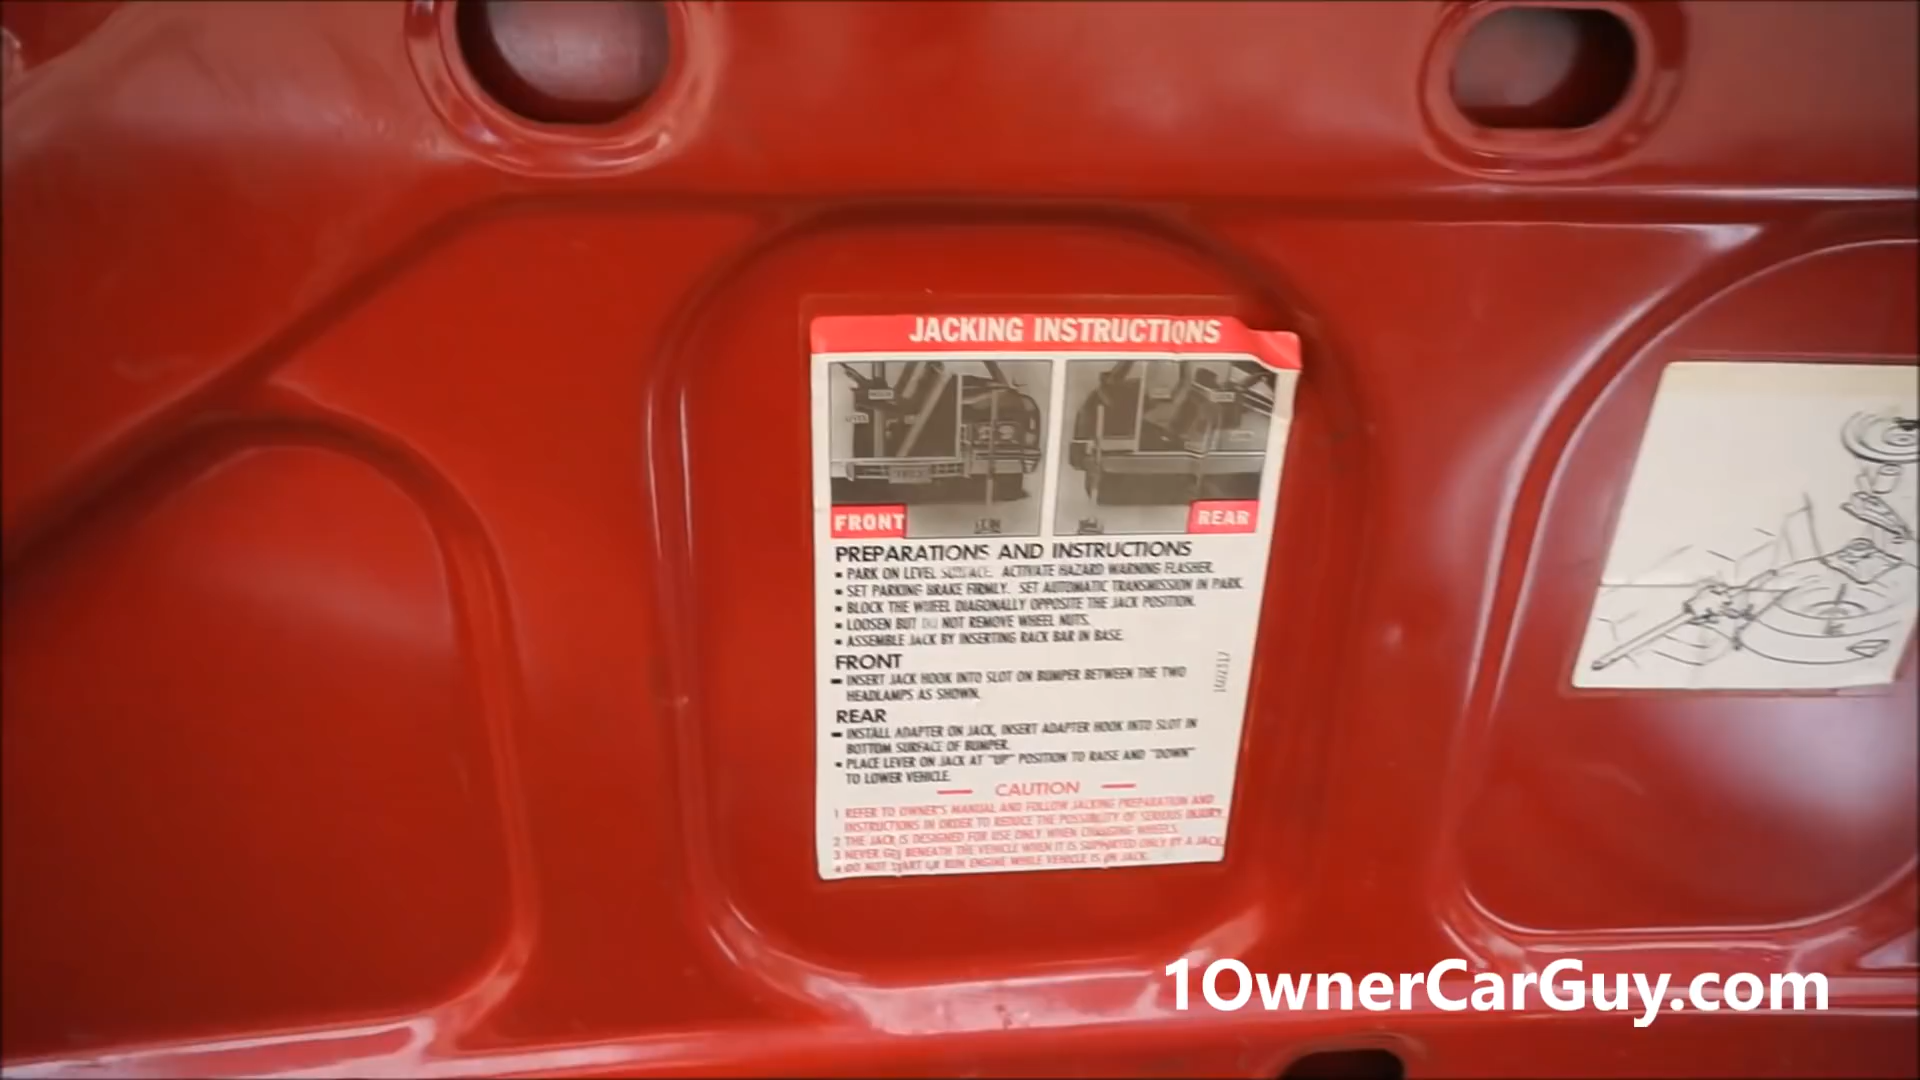 JACKING INSTRUCTIONS
FRONT
REAR
PREPARATIONS AND INSTRUCTIONS
▪ PARK ON LEVEL SURFACE. ACTIVATE HAZARD WARNING FLASHER.
▪ SET PARKING BRAKE FIRMLY. SET AUTOMATIC TRANSMISSION IN PARK.
▪ BLOCK THE WHEEL DIAGONALLY OPPOSITE THE JACK POSITION.
▪ LOOSEN BUT DO NOT REMOVE WHEEL NUTS.
▪ ASSEMBLE JACK BY INSERTING RACK BAR IN BASE.
FRONT
▬ INSERT JACK HOOK INTO SLOT ON BUMPER BETWEEN THE TWO
HEADLAMPS AS SHOWN.
REAR
▬ INSTALL ADAPTER ON JACK, INSERT ADAPTER HOOK INTO SLOT IN
BOTTOM SURFACE OF BUMPER.
▪ PLACE LEVER ON JACK AT "UP" POSITION TO RAISE AND "DOWN"
TO LOWER VEHICLE.
CAUTION
1 REFER TO OWNER'S MANUAL AND FOLLOW JACKING PREPARATION AND
INSTRUCTIONS IN ORDER TO REDUCE THE POSSIBLITY OF SERIOUS INJURY.
2 THE JACK IS DESIGNED FOR USE ONLY WHEN CHANGING WHEELS.
3 NEVER GET BENEATH THE VEHICLE WHEN IT IS SUPPORTED ONLY BY A JACK
4 DO NOT START OR RUN ENGINE WHILE VEHICLE IS ON JACK.
1OwnerCarGuy.com